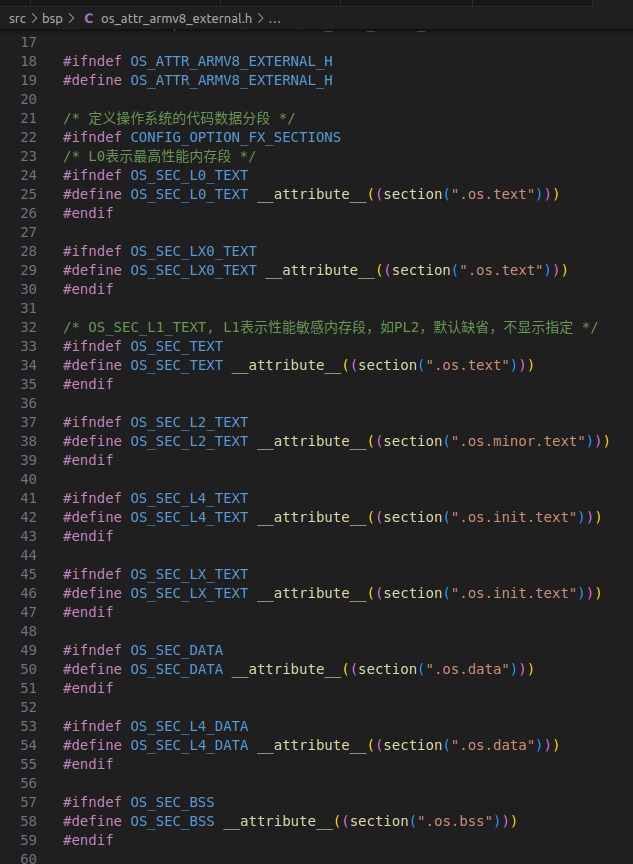 src > bsp > C os_attr_armv8_external.h > ...
17
18 #ifndef OS_ATTR_ARMV8_EXTERNAL_H
19 #define OS_ATTR_ARMV8_EXTERNAL_H
20
21 /* 定义操作系统的代码数据分段 */
22 #ifndef CONFIG_OPTION_FX_SECTIONS
23 /* L0表示最高性能内存段 */
24 #ifndef OS_SEC_L0_TEXT
25 #define OS_SEC_L0_TEXT __attribute__((section(".os.text")))
26 #endif
27
28 #ifndef OS_SEC_LX0_TEXT
29 #define OS_SEC_LX0_TEXT __attribute__((section(".os.text")))
30 #endif
31
32 /* OS_SEC_L1_TEXT, L1表示性能敏感内存段，如PL2，默认缺省，不显示指定 */
33 #ifndef OS_SEC_TEXT
34 #define OS_SEC_TEXT __attribute__((section(".os.text")))
35 #endif
36
37 #ifndef OS_SEC_L2_TEXT
38 #define OS_SEC_L2_TEXT __attribute__((section(".os.minor.text")))
39 #endif
40
41 #ifndef OS_SEC_L4_TEXT
42 #define OS_SEC_L4_TEXT __attribute__((section(".os.init.text")))
43 #endif
44
45 #ifndef OS_SEC_LX_TEXT
46 #define OS_SEC_LX_TEXT __attribute__((section(".os.init.text")))
47 #endif
48
49 #ifndef OS_SEC_DATA
50 #define OS_SEC_DATA __attribute__((section(".os.data")))
51 #endif
52
53 #ifndef OS_SEC_L4_DATA
54 #define OS_SEC_L4_DATA __attribute__((section(".os.data")))
55 #endif
56
57 #ifndef OS_SEC_BSS
58 #define OS_SEC_BSS __attribute__((section(".os.bss")))
59 #endif
60